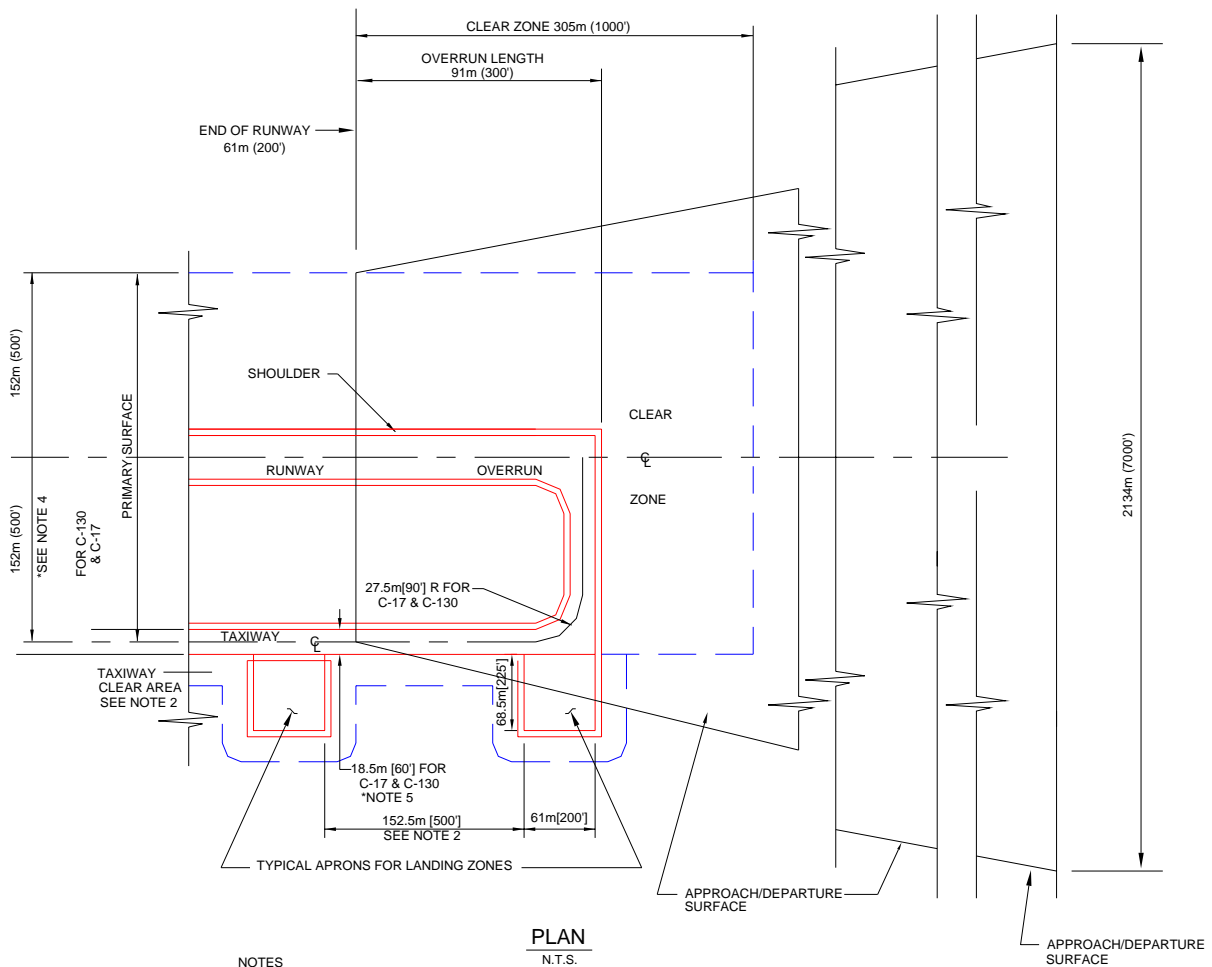 CLEAR ZONE 305m (1000')
OVERRUN LENGTH
91m (300')
END OF RUNWAY
61m (200')
152m (500')
PRIMARY SURFACE
SHOULDER
CLEAR
℄
ZONE
RUNWAY
OVERRUN
152m (500')
*SEE NOTE 4
FOR C-130
& C-17
2134m (7000')
27.5m[90'] R FOR
C-17 & C-130
TAXIWAY
℄
TAXIWAY
CLEAR AREA
SEE NOTE 2
68.5m[225']
18.5m [60'] FOR
C-17 & C-130
*NOTE 5
152.5m [500']
SEE NOTE 2
61m[200']
TYPICAL APRONS FOR LANDING ZONES
APPROACH/DEPARTURE
SURFACE
APPROACH/DEPARTURE
SURFACE
PLAN
N.T.S.
NOTES